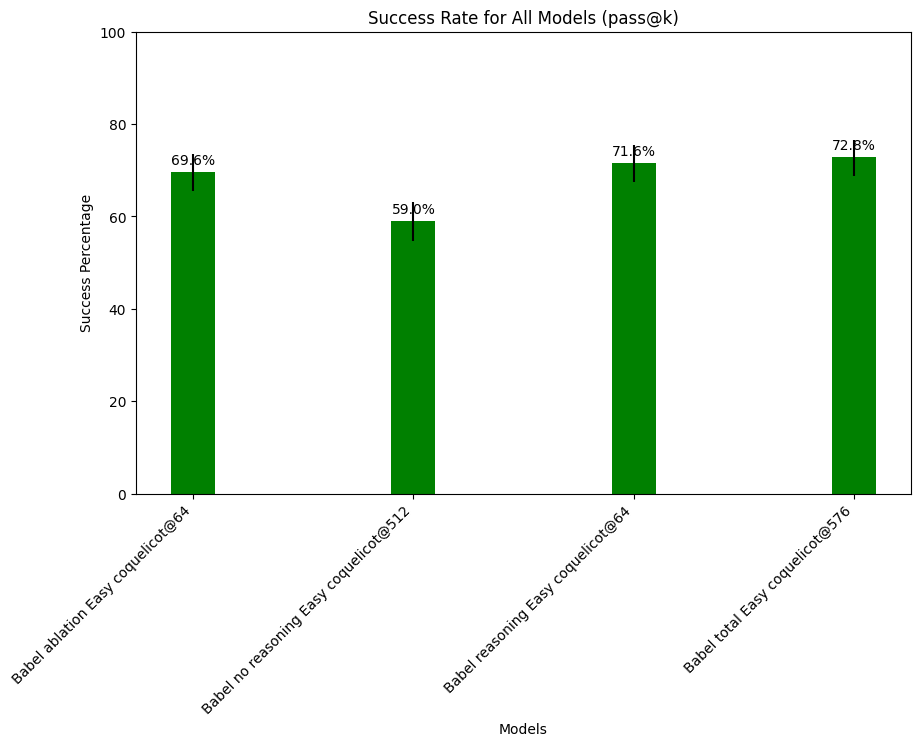 Success Rate for All Models (pass@k)
100
80
60
40
20
0
Success Percentage
69.6%
59.0%
71.6%
72.8%
Babel ablation Easy coquelicot@64
Babel no reasoning Easy coquelicot@512
Babel reasoning Easy coquelicot@64
Babel total Easy coquelicot@576
Models